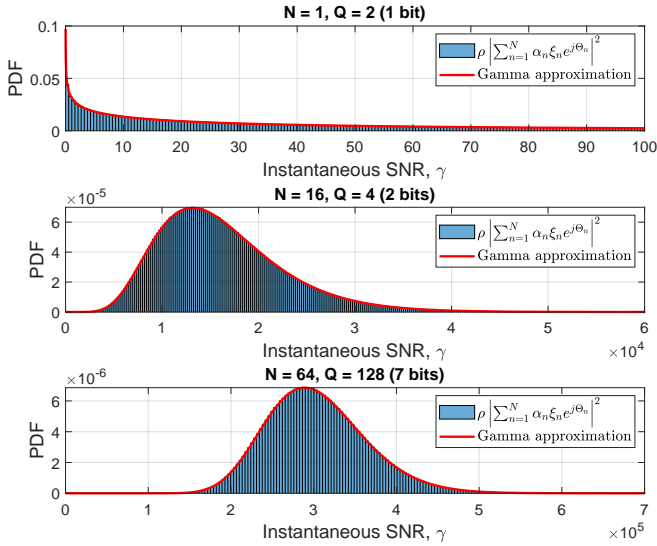 N = 1, Q = 2 (1 bit)
0.1
0.05
0
PDF
ρ |∑_{n=1}^{N} α_n ξ_n e^{jΘ_n}|^2
Gamma approximation
0 10 20 30 40 50 60 70 80 90 100
Instantaneous SNR, γ
×10^{-5}
N = 16, Q = 4 (2 bits)
6
4
2
0
PDF
ρ |∑_{n=1}^{N} α_n ξ_n e^{jΘ_n}|^2
Gamma approximation
0 1 2 3 4 5 6
Instantaneous SNR, γ
×10^4
×10^{-6}
N = 64, Q = 128 (7 bits)
6
4
2
0
PDF
ρ |∑_{n=1}^{N} α_n ξ_n e^{jΘ_n}|^2
Gamma approximation
0 1 2 3 4 5 6 7
Instantaneous SNR, γ
×10^5